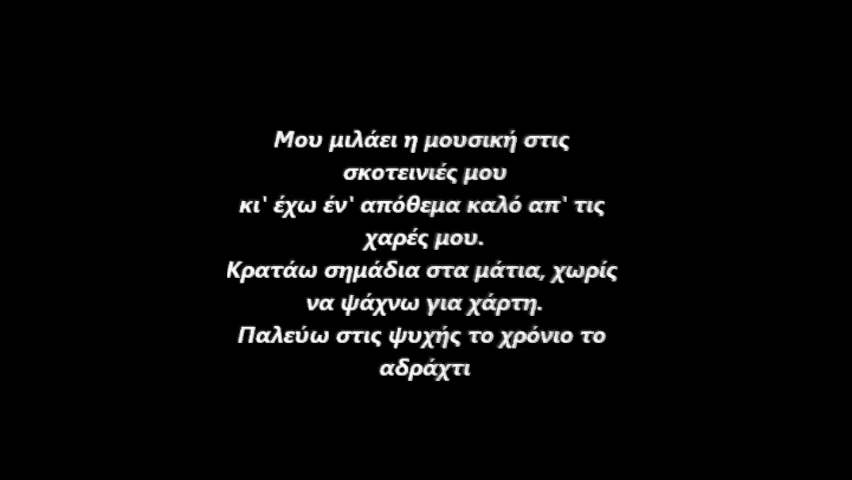 Μου μιλάει η μουσική στις
σκοτεινιές μου
κι' έχω έν' απόθεμα καλό απ' τις
χαρές μου.
Κρατάω σημάδια στα μάτια, χωρίς
να ψάχνω για χάρτη.
Παλεύω στις ψυχής το χρόνιο το
αδράχτι